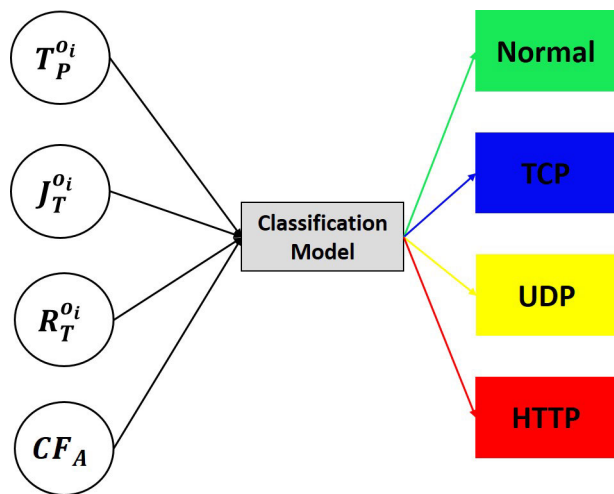 T_P^{o_i}
J_T^{o_i}
R_T^{o_i}
CF_A
Classification
Model
Normal
TCP
UDP
HTTP